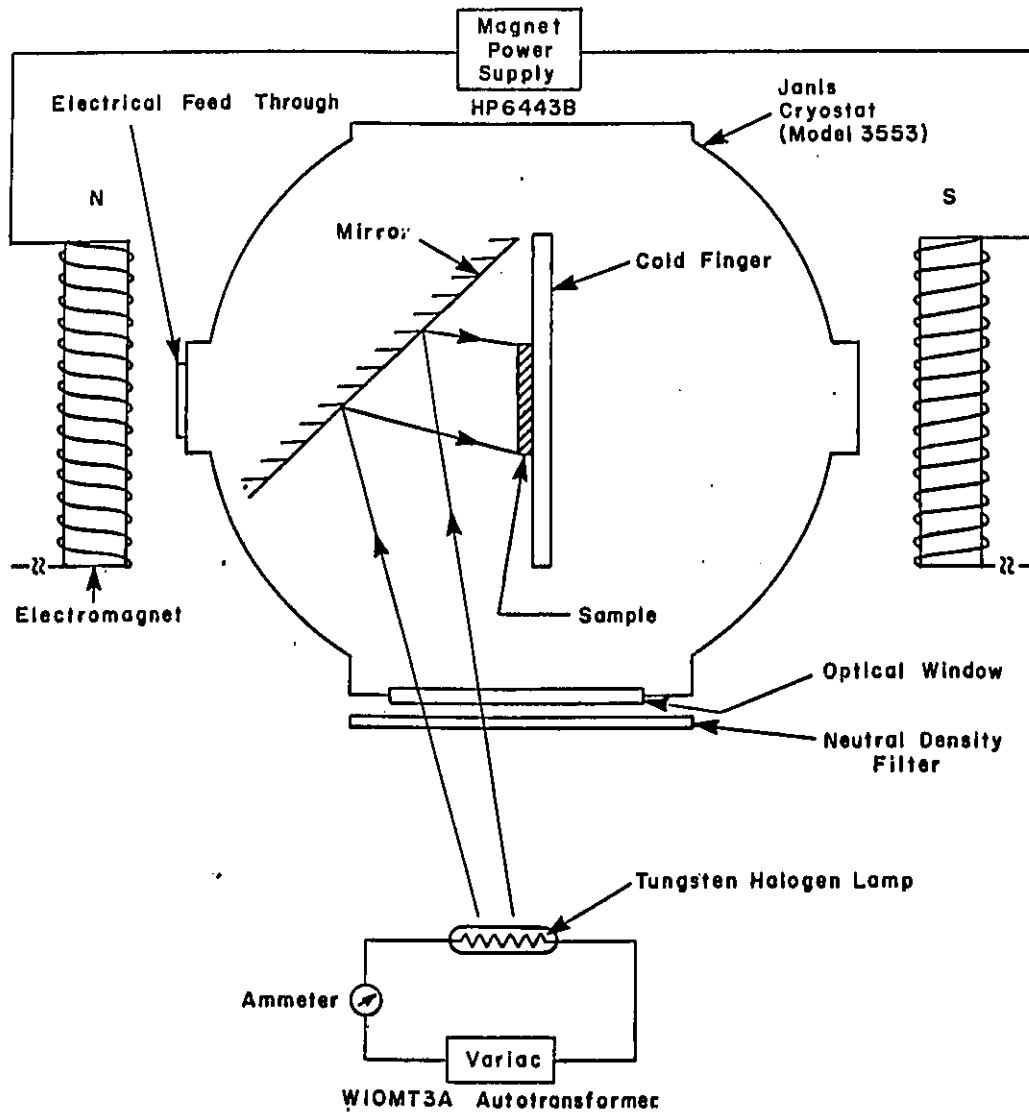 Magnet
Power
Supply
HP6443B
Electrical Feed Through
Janis
Cryostat
(Model 3553)
N
S
Mirror
Cold Finger
Electromagnet
Sample
Optical Window
Neutral Density
Filter
Tungsten Halogen Lamp
Ammeter
Variac
W10MT3A Autotransformer